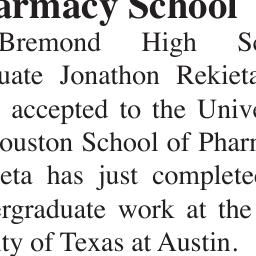 armacy School
Bremond High Sc
uate Jonathon Rekieta
accepted to the Unive
ouston School of Pharm
eta has just completed
ergraduate work at the
ty of Texas at Austin.